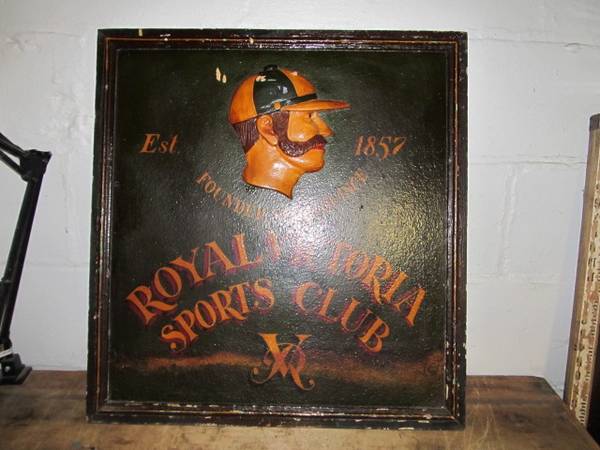 Est. 1857
ROYAL VICTORIA
SPORTS CLUB